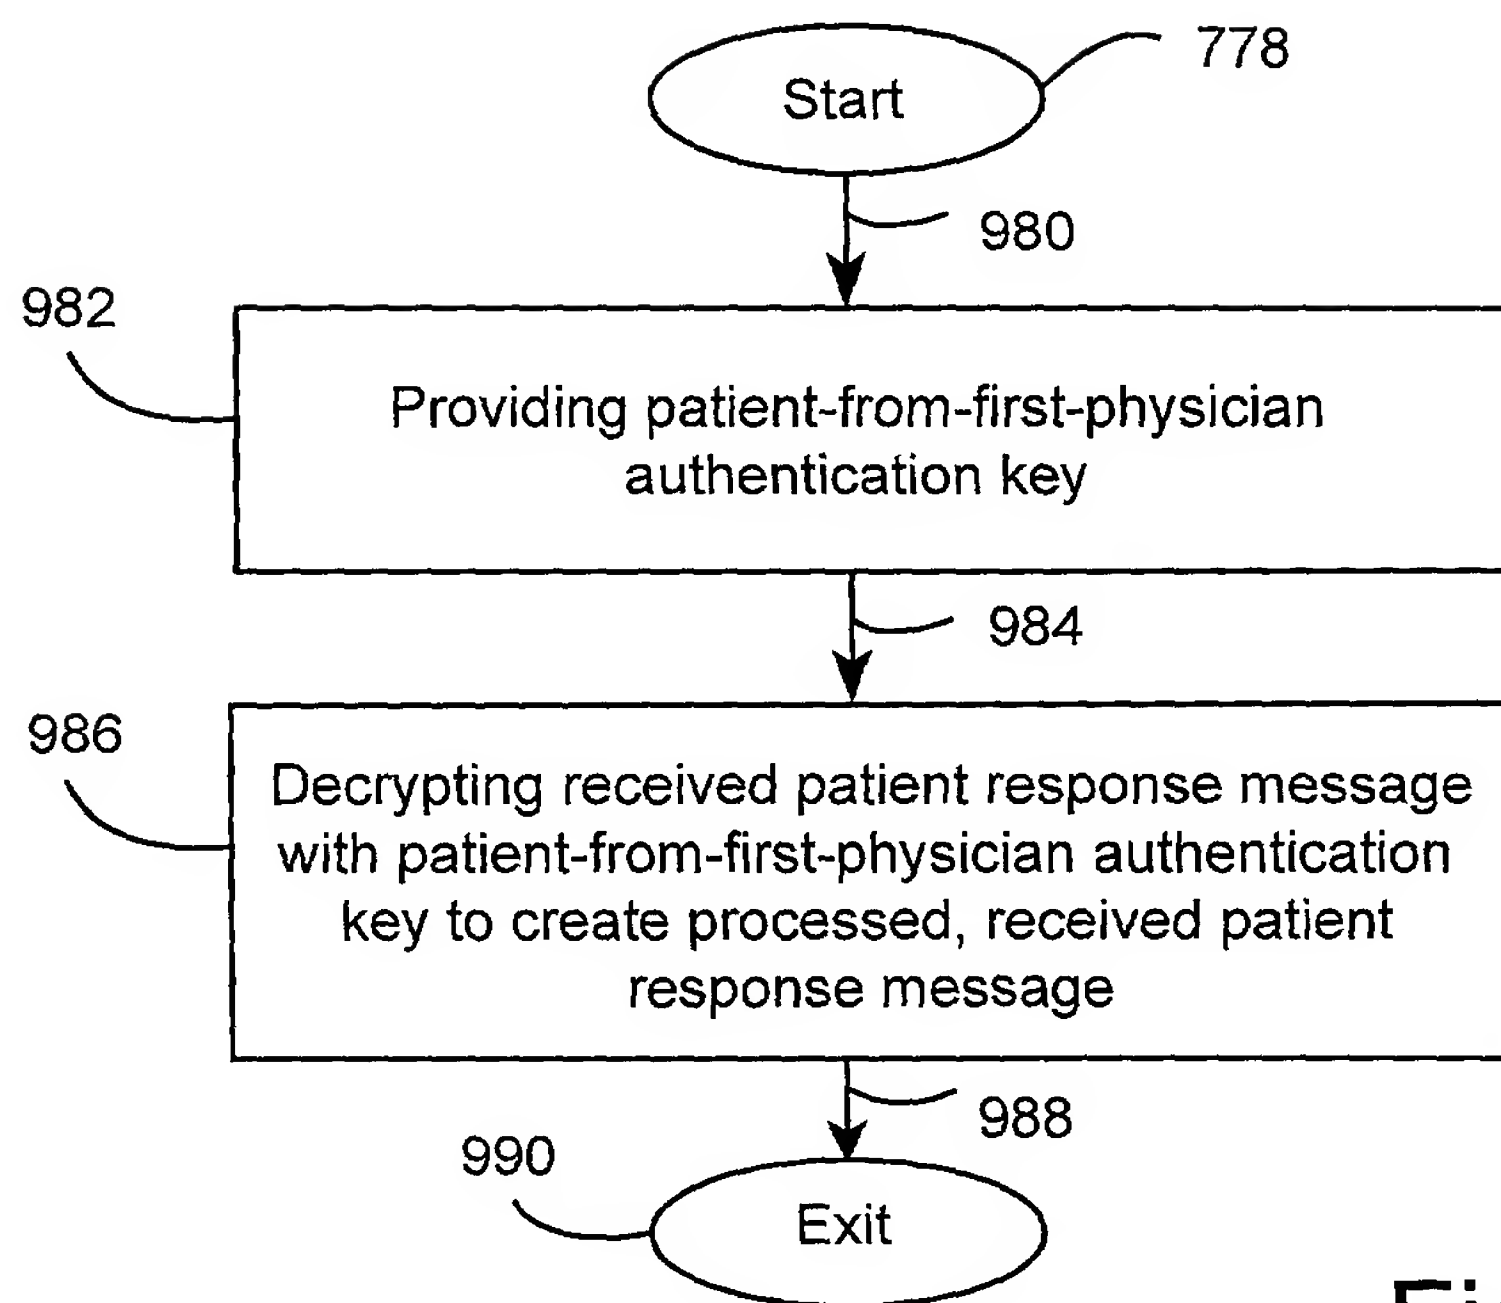 778
Start
980
982
Providing patient-from-first-physician
authentication key
984
986
Decrypting received patient response message
with patient-from-first-physician authentication
key to create processed, received patient
response message
988
990
Exit